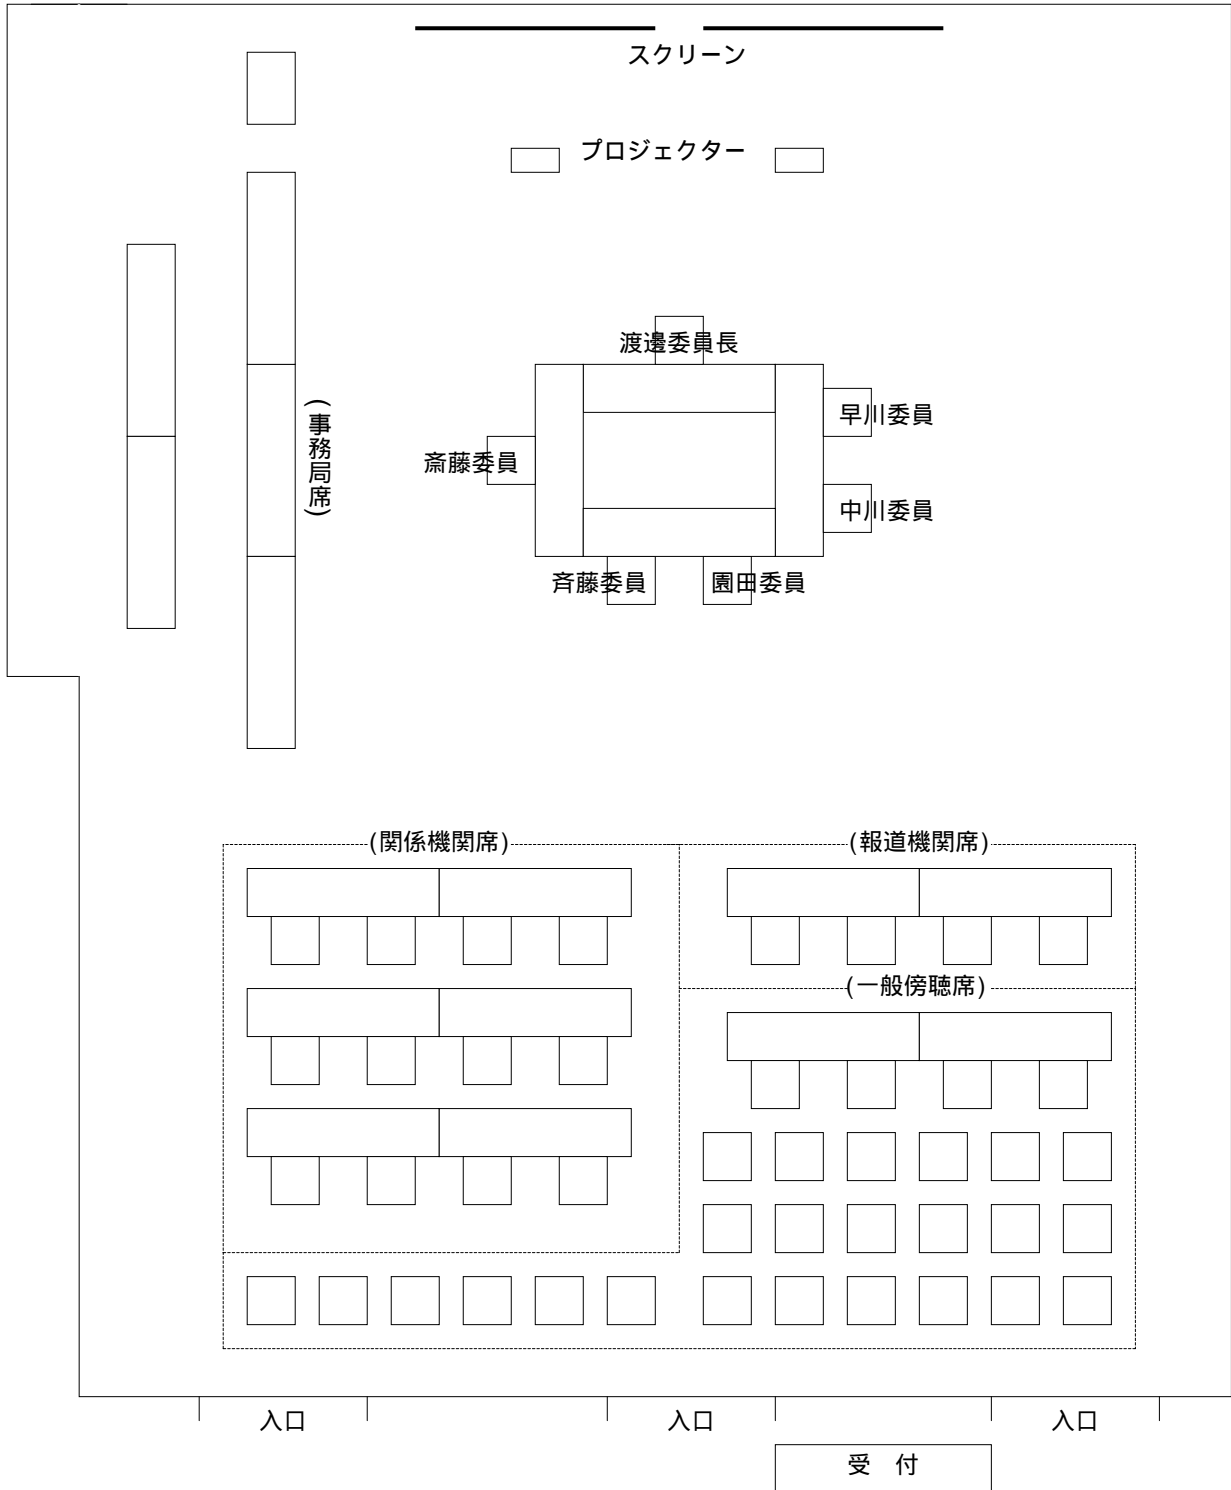 スクリーン
プロジェクター
渡邊委員長
早川委員
(事務局席)
斎藤委員
中川委員
斉藤委員
園田委員
(関係機関席)
(報道機関席)
(一般傍聴席)
入口
入口
入口
受 付